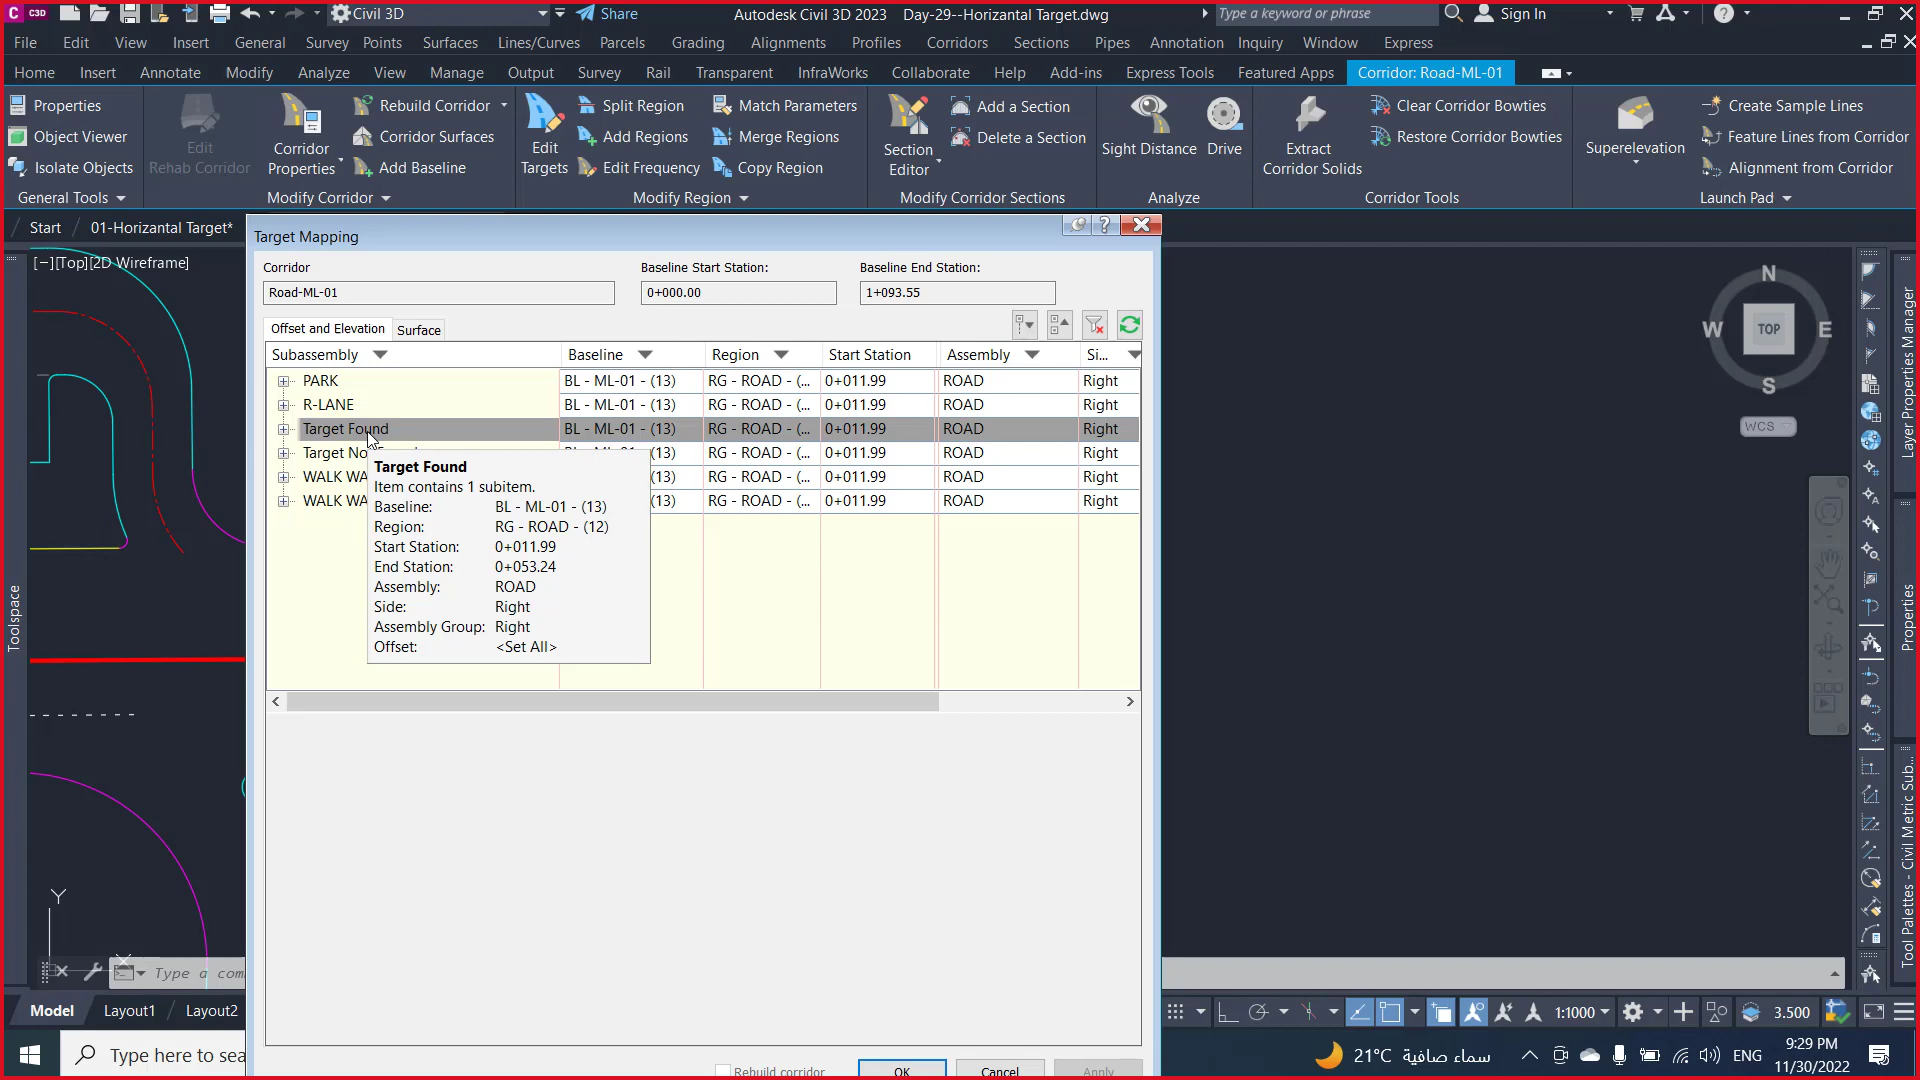 C C3D Civil 3D Share Autodesk Civil 3D 2023 Day-29--Horizantal Target.dwg Type a keyword or phrase Sign In
File Edit View Insert General Survey Points Surfaces Lines/Curves Parcels Grading Alignments Profiles Corridors Sections Pipes Annotation Inquiry Window Express
Home Insert Annotate Modify Analyze View Manage Output Survey Rail Transparent InfraWorks Collaborate Help Add-ins Express Tools Featured Apps Corridor: Road-ML-01
Properties Rebuild Corridor Split Region Match Parameters Add a Section Clear Corridor Bowties Create Sample Lines
Object Viewer Corridor Surfaces Add Regions Merge Regions Delete a Section Restore Corridor Bowties Feature Lines from Corridor
Edit Corridor Edit Section Sight Distance Drive Extract Superelevation
Isolate Objects Rehab Corridor Properties Add Baseline Targets Edit Frequency Copy Region Editor Corridor Solids Alignment from Corridor
General Tools Modify Corridor Modify Region Modify Corridor Sections Analyze Corridor Tools Launch Pad
Start 01-Horizantal Target*
Target Mapping
[−][Top][2D Wireframe]
Corridor Baseline Start Station: Baseline End Station:
Road-ML-01 0+000.00 1+093.55
Offset and Elevation Surface
Subassembly Baseline Region Start Station Assembly Si...
PARK BL - ML-01 - (13) RG - ROAD - (... 0+011.99 ROAD Right
R-LANE BL - ML-01 - (13) RG - ROAD - (... 0+011.99 ROAD Right
Target Found BL - ML-01 - (13) RG - ROAD - (... 0+011.99 ROAD Right
Target No (13) RG - ROAD - (... 0+011.99 ROAD Right
WALK WA (13) RG - ROAD - (... 0+011.99 ROAD Right
WALK WA (13) RG - ROAD - (... 0+011.99 ROAD Right
Target Found
Item contains 1 subitem.
Baseline: BL - ML-01 - (13)
Region: RG - ROAD - (12)
Start Station: 0+011.99
End Station: 0+053.24
Assembly: ROAD
Side: Right
Assembly Group: Right
Offset: <Set All>
N
W TOP E
S
WCS
Toolspace
Layer Properties Manager
Properties
Tool Palettes - Civil Metric Sub...
Y
X
Type a com
Rebuild corridor OK Cancel Apply
Model Layout1 Layout2 1:1000 3.500
Type here to sea 21°C سماء صافية ENG 9:29 PM
11/30/2022